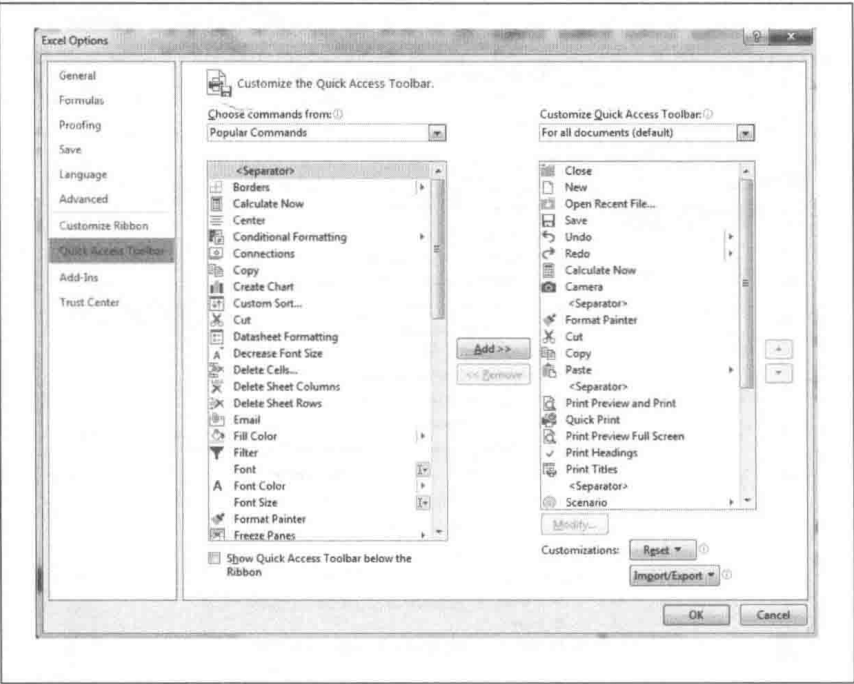 Excel Options
General
Formulas
Proofing
Save
Language
Advanced
Customize Ribbon
Quick Access Toolbar
Add-Ins
Trust Center
Customize the Quick Access Toolbar.
Choose commands from:
Popular Commands
<Separator>
Borders
Calculate Now
Center
Conditional Formatting
Connections
Copy
Create Chart
Custom Sort...
Cut
Datasheet Formatting
Decrease Font Size
Delete Cells...
Delete Sheet Columns
Delete Sheet Rows
Email
Fill Color
Filter
Font
Font Color
Font Size
Format Painter
Freeze Panes
Show Quick Access Toolbar below the
Ribbon
Add >>
<< Remove
Customize Quick Access Toolbar:
For all documents (default)
Close
New
Open Recent File...
Save
Undo
Redo
Calculate Now
Camera
<Separator>
Format Painter
Cut
Copy
Paste
<Separator>
Print Preview and Print
Quick Print
Print Preview Full Screen
Print Headings
Print Titles
<Separator>
Scenario
Modify...
Customizations:
Reset
Import/Export
OK
Cancel